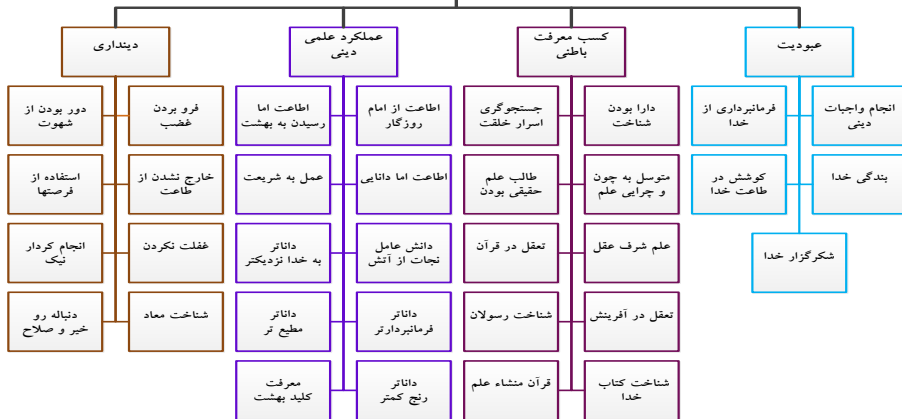 عبودیت
انجام واجبات
دینی
فرمانبرداری از
خدا
بندگی خدا
کوشش در
طاعت خدا
شکرگزار خدا
کسب معرفت
باطنی
دارا بودن
شناخت
جستجوگری
اسرار خلقت
متوسل به چون
و چرایی علم
طالب علم
حقیقی بودن
علم شرف عقل
تعقل در قرآن
تعقل در آفرینش
شناخت رسولان
شناخت کتاب
خدا
قرآن منشاء علم
عملکرد علمی
دینی
اطاعت از امام
روزگار
اطاعت اما
رسیدن به بهشت
اطاعت اما دانایی
عمل به شریعت
دانش عامل
نجات از آتش
داناتر
به خدا نزدیکتر
داناتر
فرمانبردارتر
داناتر
مطیع تر
داناتر
رنج کمتر
معرفت
کلید بهشت
دینداری
فرو بردن
غضب
دور بودن از
شهوت
خارج نشدن از
طاعت
استفاده از
فرصتها
غفلت نکردن
انجام کردار
نیک
شناخت معاد
دنباله رو
خیر و صلاح